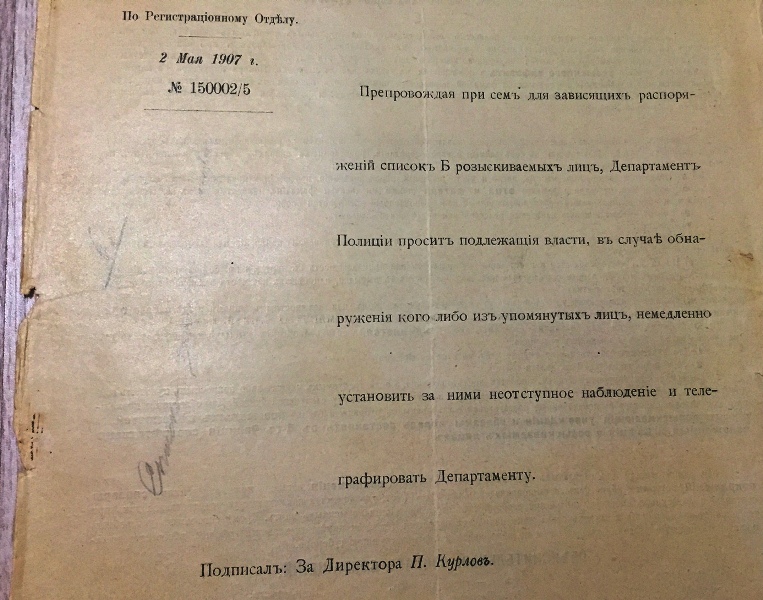 По Регистраціонному Отдѣлу.
2 Мая 1907 г.
№ 150002/5
Препровождая при семъ для зависящихъ распоря-
женій списокъ Б розыскиваемыхъ лицъ, Департаментъ
Полиціи проситъ подлежащія власти, въ случаѣ обна-
руженія кого либо изъ упомянутыхъ лицъ, немедленно
установить за ними неотступное наблюденіе и теле-
графировать Департаменту.
Подписалъ: За Директора П. Курловъ.